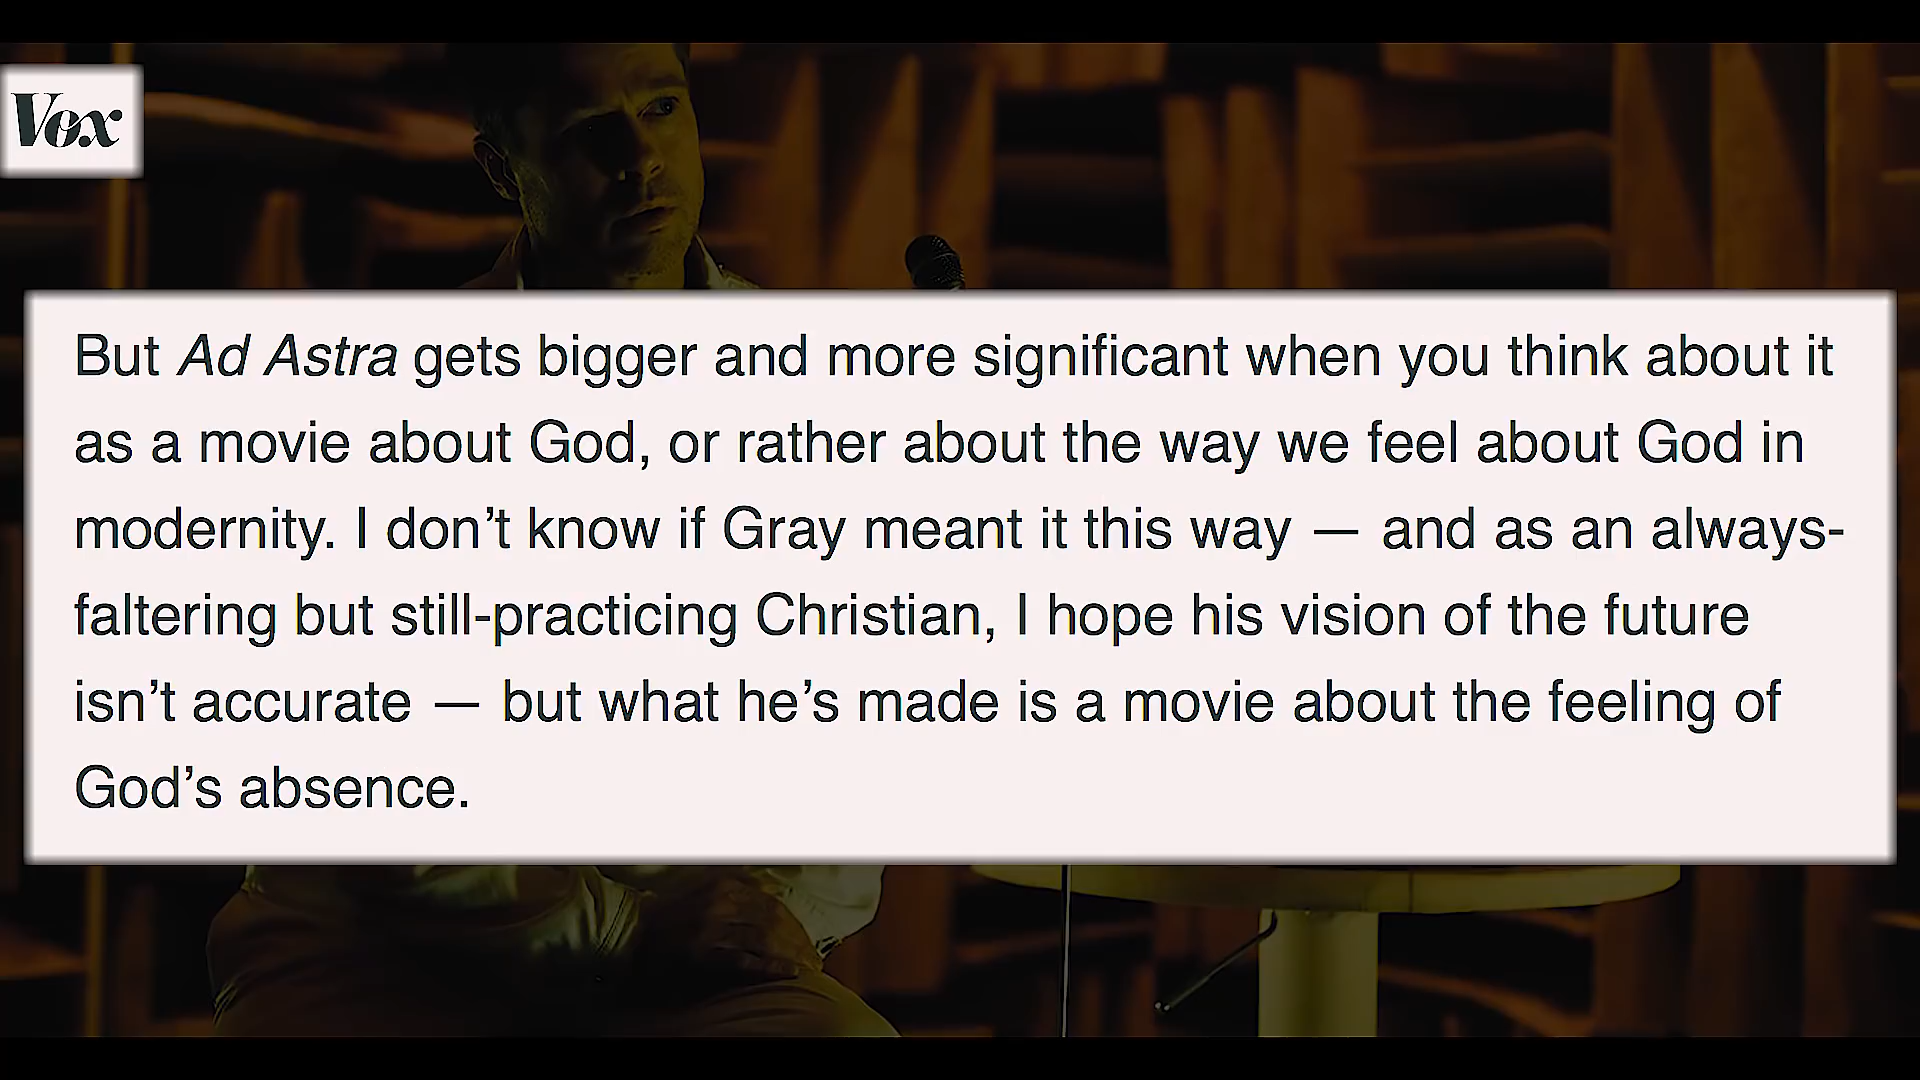 Vox
But Ad Astra gets bigger and more significant when you think about it
as a movie about God, or rather about the way we feel about God in
modernity. I don’t know if Gray meant it this way — and as an always-
faltering but still-practicing Christian, I hope his vision of the future
isn’t accurate — but what he’s made is a movie about the feeling of
God’s absence.